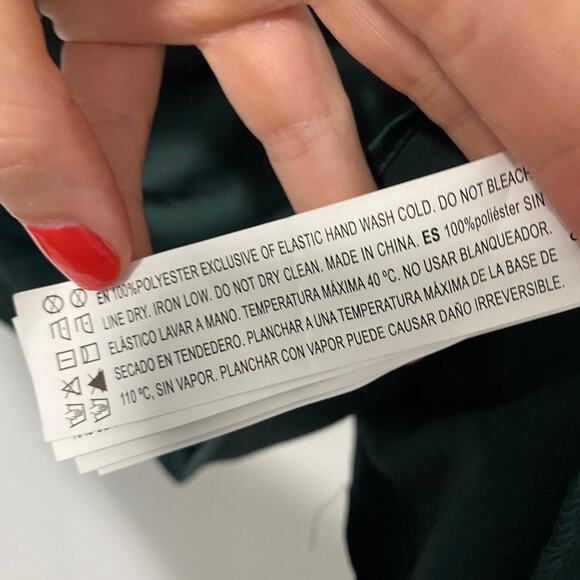 EN 100%POLYESTER EXCLUSIVE OF ELASTIC HAND WASH COLD. DO NOT BLEACH
LINE DRY. IRON LOW. DO NOT DRY CLEAN. MADE IN CHINA. ES 100%poliéster SIN
ELÁSTICO LAVAR A MANO. TEMPERATURA MÁXIMA 40 ºC. NO USAR BLANQUEADOR.
SECADO EN TENDEDERO. PLANCHAR A UNA TEMPERATURA MÁXIMA DE LA BASE DE
110 ºC, SIN VAPOR. PLANCHAR CON VAPOR PUEDE CAUSAR DAÑO IRREVERSIBLE.